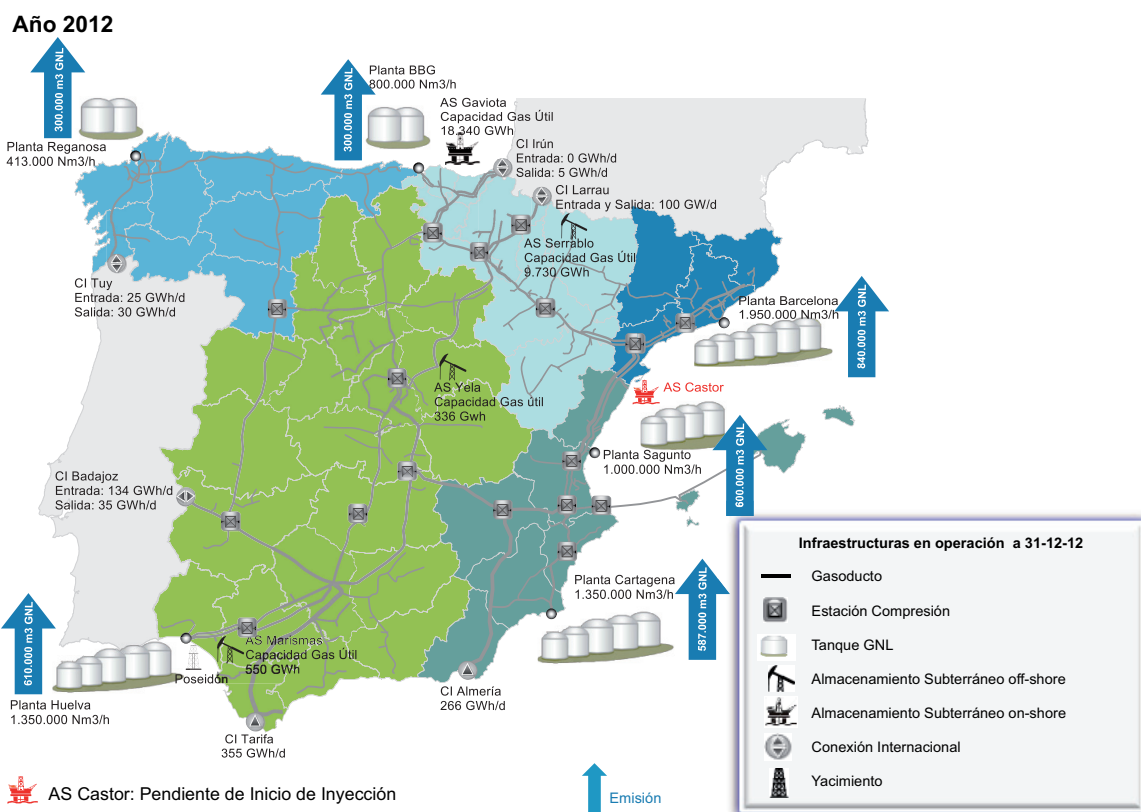 Año 2012
300.000 m3 GNL
Planta Reganosa
413.000 Nm3/h
300.000 m3 GNL
Planta BBG
800.000 Nm3/h
AS Gaviota
Capacidad Gas Útil
18.340 GWh
CI Irún
Entrada: 0 GWh/d
Salida: 5 GWh/d
CI Larrau
Entrada y Salida: 100 GW/d
AS Serrablo
Capacidad Gas Útil
9.730 GWh
CI Tuy
Entrada: 25 GWh/d
Salida: 30 GWh/d
Planta Barcelona
1.950.000 Nm3/h
840.000 m3 GNL
AS Yela
Capacidad Gas útil
336 Gwh
AS Castor
Planta Sagunto
1.000.000 Nm3/h
600.000 m3 GNL
CI Badajoz
Entrada: 134 GWh/d
Salida: 35 GWh/d
Planta Cartagena
1.350.000 Nm3/h
587.000 m3 GNL
610.000 m3 GNL
Planta Huelva
1.350.000 Nm3/h
Poseidón
AS Marismas
Capacidad Gas Útil
550 GWh
CI Almería
266 GWh/d
CI Tarifa
355 GWh/d
Infraestructuras en operación a 31-12-12
Gasoducto
Estación Compresión
Tanque GNL
Almacenamiento Subterráneo off-shore
Almacenamiento Subterráneo on-shore
Conexión Internacional
Yacimiento
AS Castor: Pendiente de Inicio de Inyección
Emisión